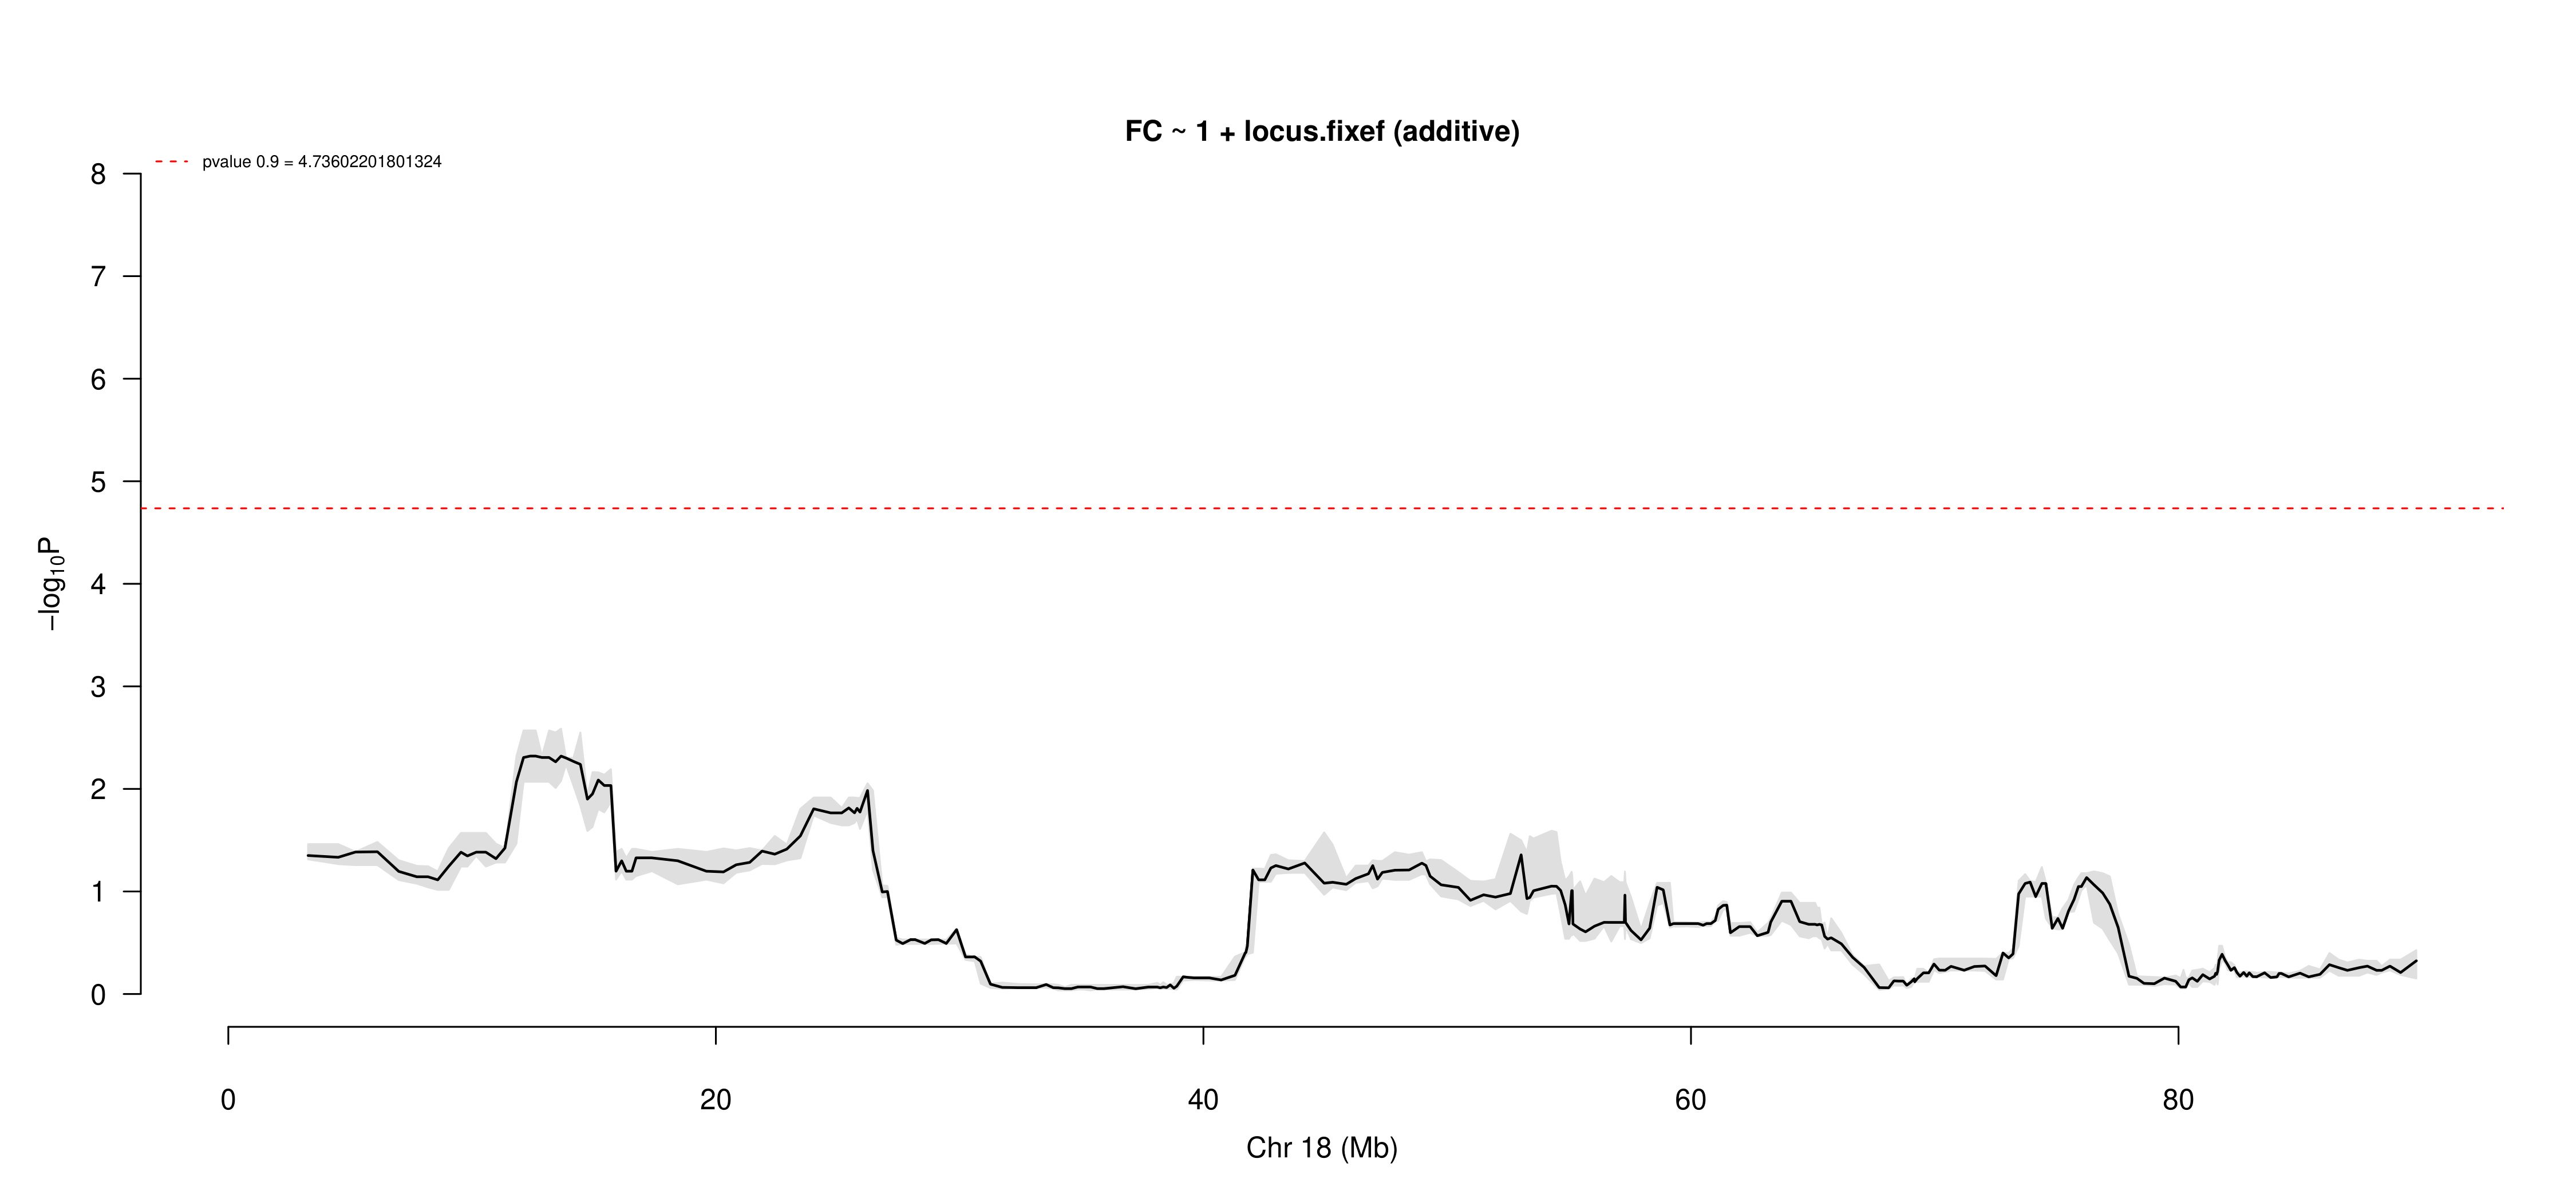 FC ~ 1 + locus.fixef (additive)
pvalue 0.9 = 4.73602201801324
8
7
6
5
4
3
2
1
0
−log10P
0 20 40 60 80
Chr 18 (Mb)